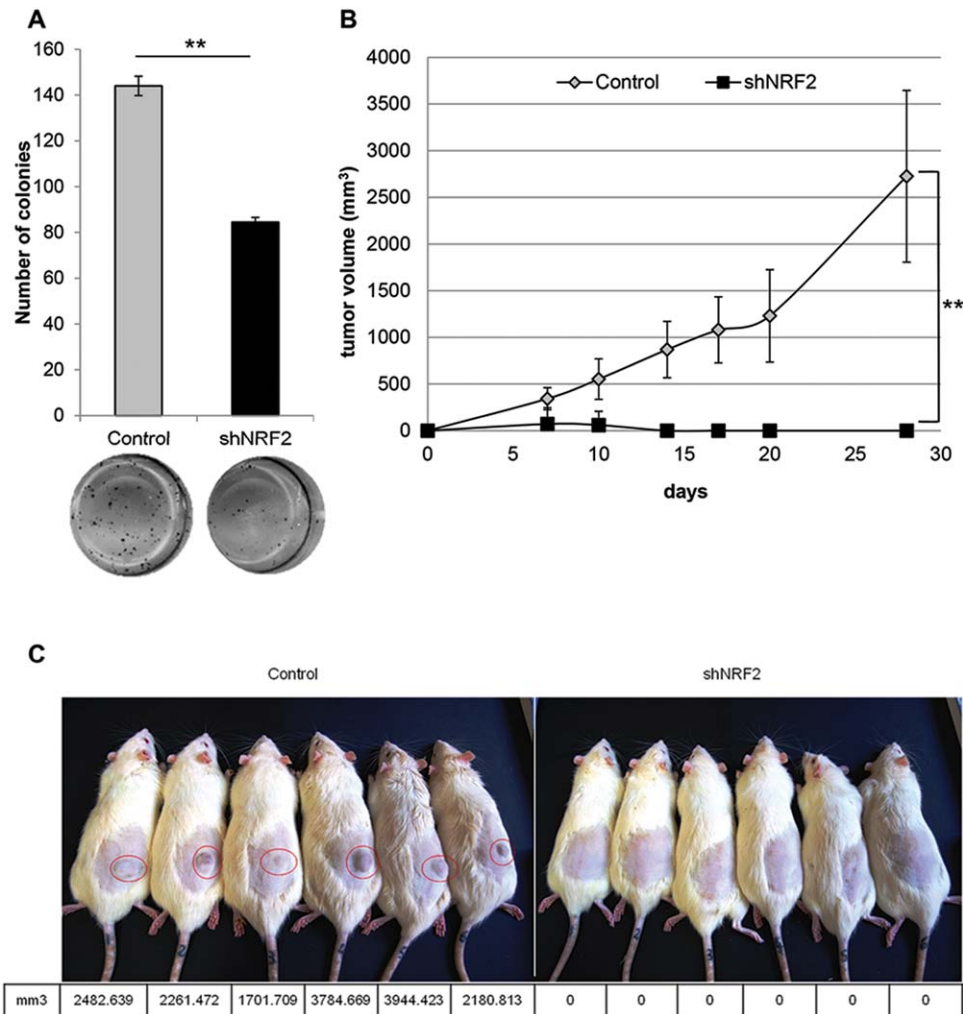 A
**
160
140
120
100
80
60
40
20
0
Number of colonies
Control shNRF2
B
Control shNRF2
4000
3500
3000
2500
2000
1500
1000
500
0
tumor volume (mm³)
**
0 5 10 15 20 25 30
days
C
Control shNRF2
mm3 2482.639 2261.472 1701.709 3784.669 3944.423 2180.813 0 0 0 0 0 0